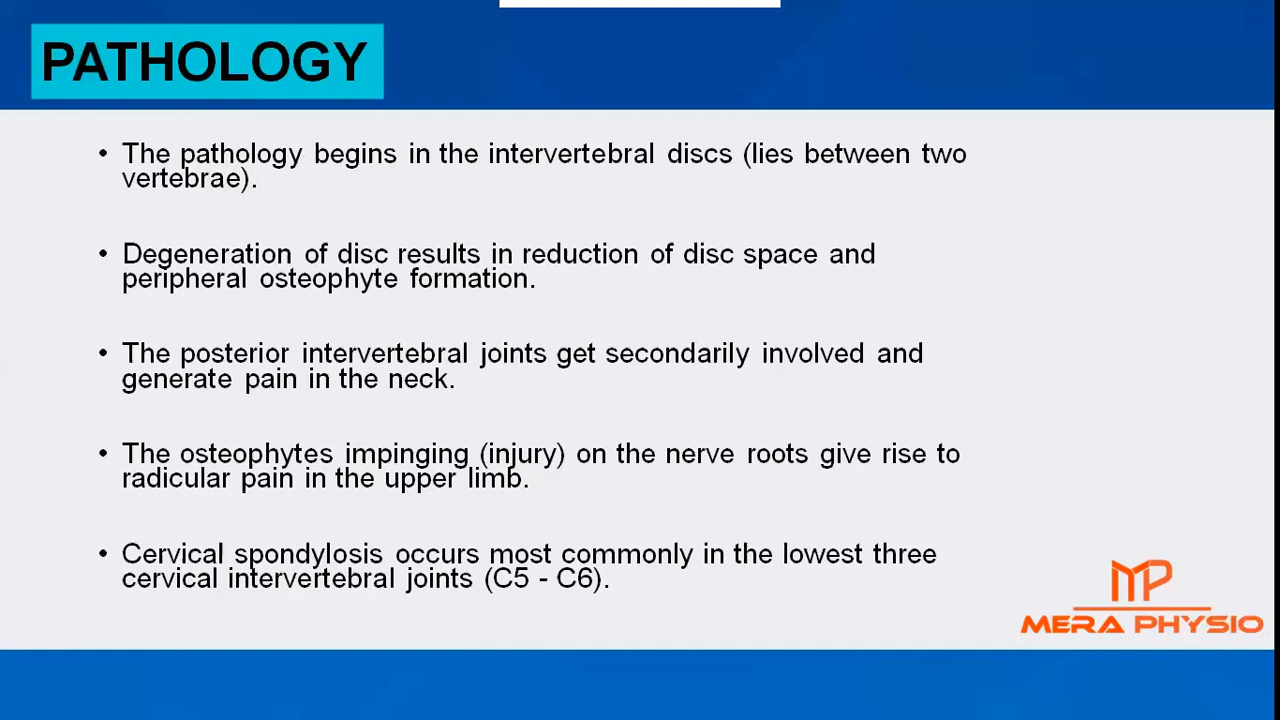 PATHOLOGY
• The pathology begins in the intervertebral discs (lies between two
vertebrae).
• Degeneration of disc results in reduction of disc space and
peripheral osteophyte formation.
• The posterior intervertebral joints get secondarily involved and
generate pain in the neck.
• The osteophytes impinging (injury) on the nerve roots give rise to
radicular pain in the upper limb.
• Cervical spondylosis occurs most commonly in the lowest three
cervical intervertebral joints (C5 - C6).
MP
MERA PHYSIO